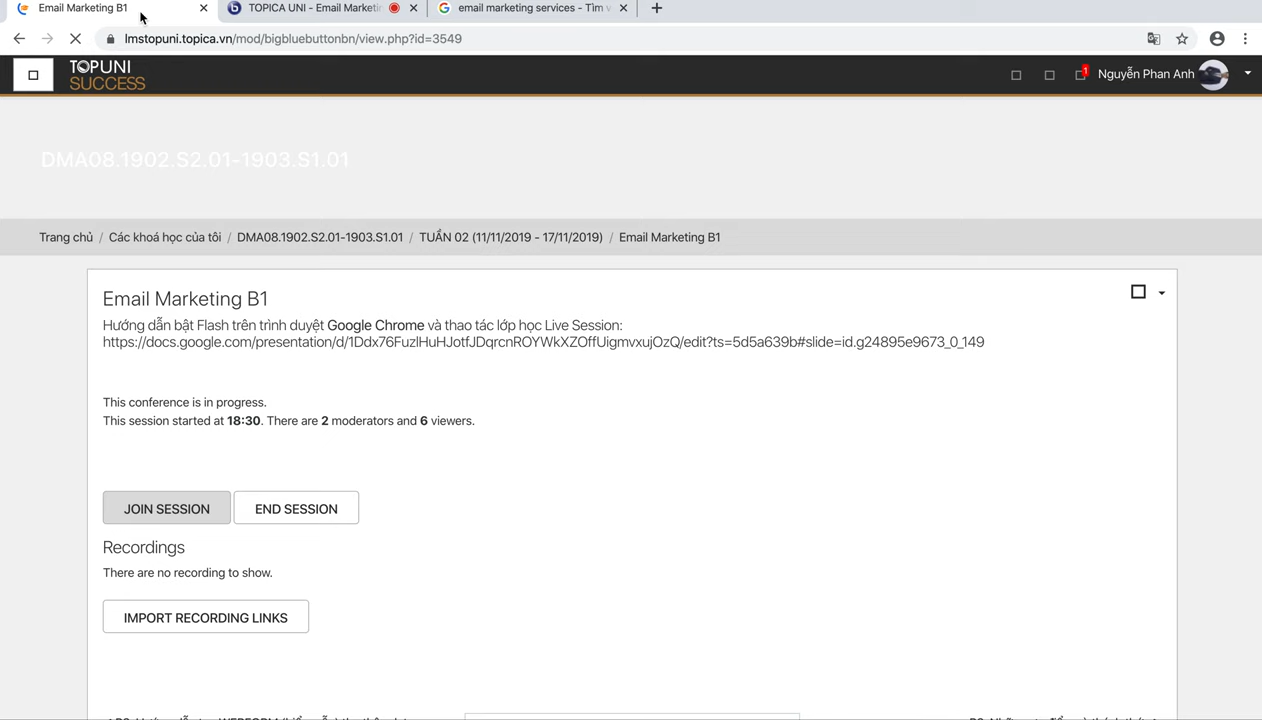 Email Marketing B1
TOPICA UNI - Email Marketin
email marketing services - Tìm v
lmstopuni.topica.vn/mod/bigbluebuttonbn/view.php?id=3549
TOPUNI
SUCCESS
1
Nguyễn Phan Anh
DMA08.1902.S2.01-1903.S1.01
Trang chủ / Các khoá học của tôi / DMA08.1902.S2.01-1903.S1.01 / TUẦN 02 (11/11/2019 - 17/11/2019) / Email Marketing B1
Email Marketing B1
Hướng dẫn bật Flash trên trình duyệt Google Chrome và thao tác lớp học Live Session:
https://docs.google.com/presentation/d/1Ddx76FuzlHuHJotfJDqrcnROYWkXZOffUigmvxujOzQ/edit?ts=5d5a639b#slide=id.g24895e9673_0_149
This conference is in progress.
This session started at 18:30. There are 2 moderators and 6 viewers.
JOIN SESSION
END SESSION
Recordings
There are no recording to show.
IMPORT RECORDING LINKS